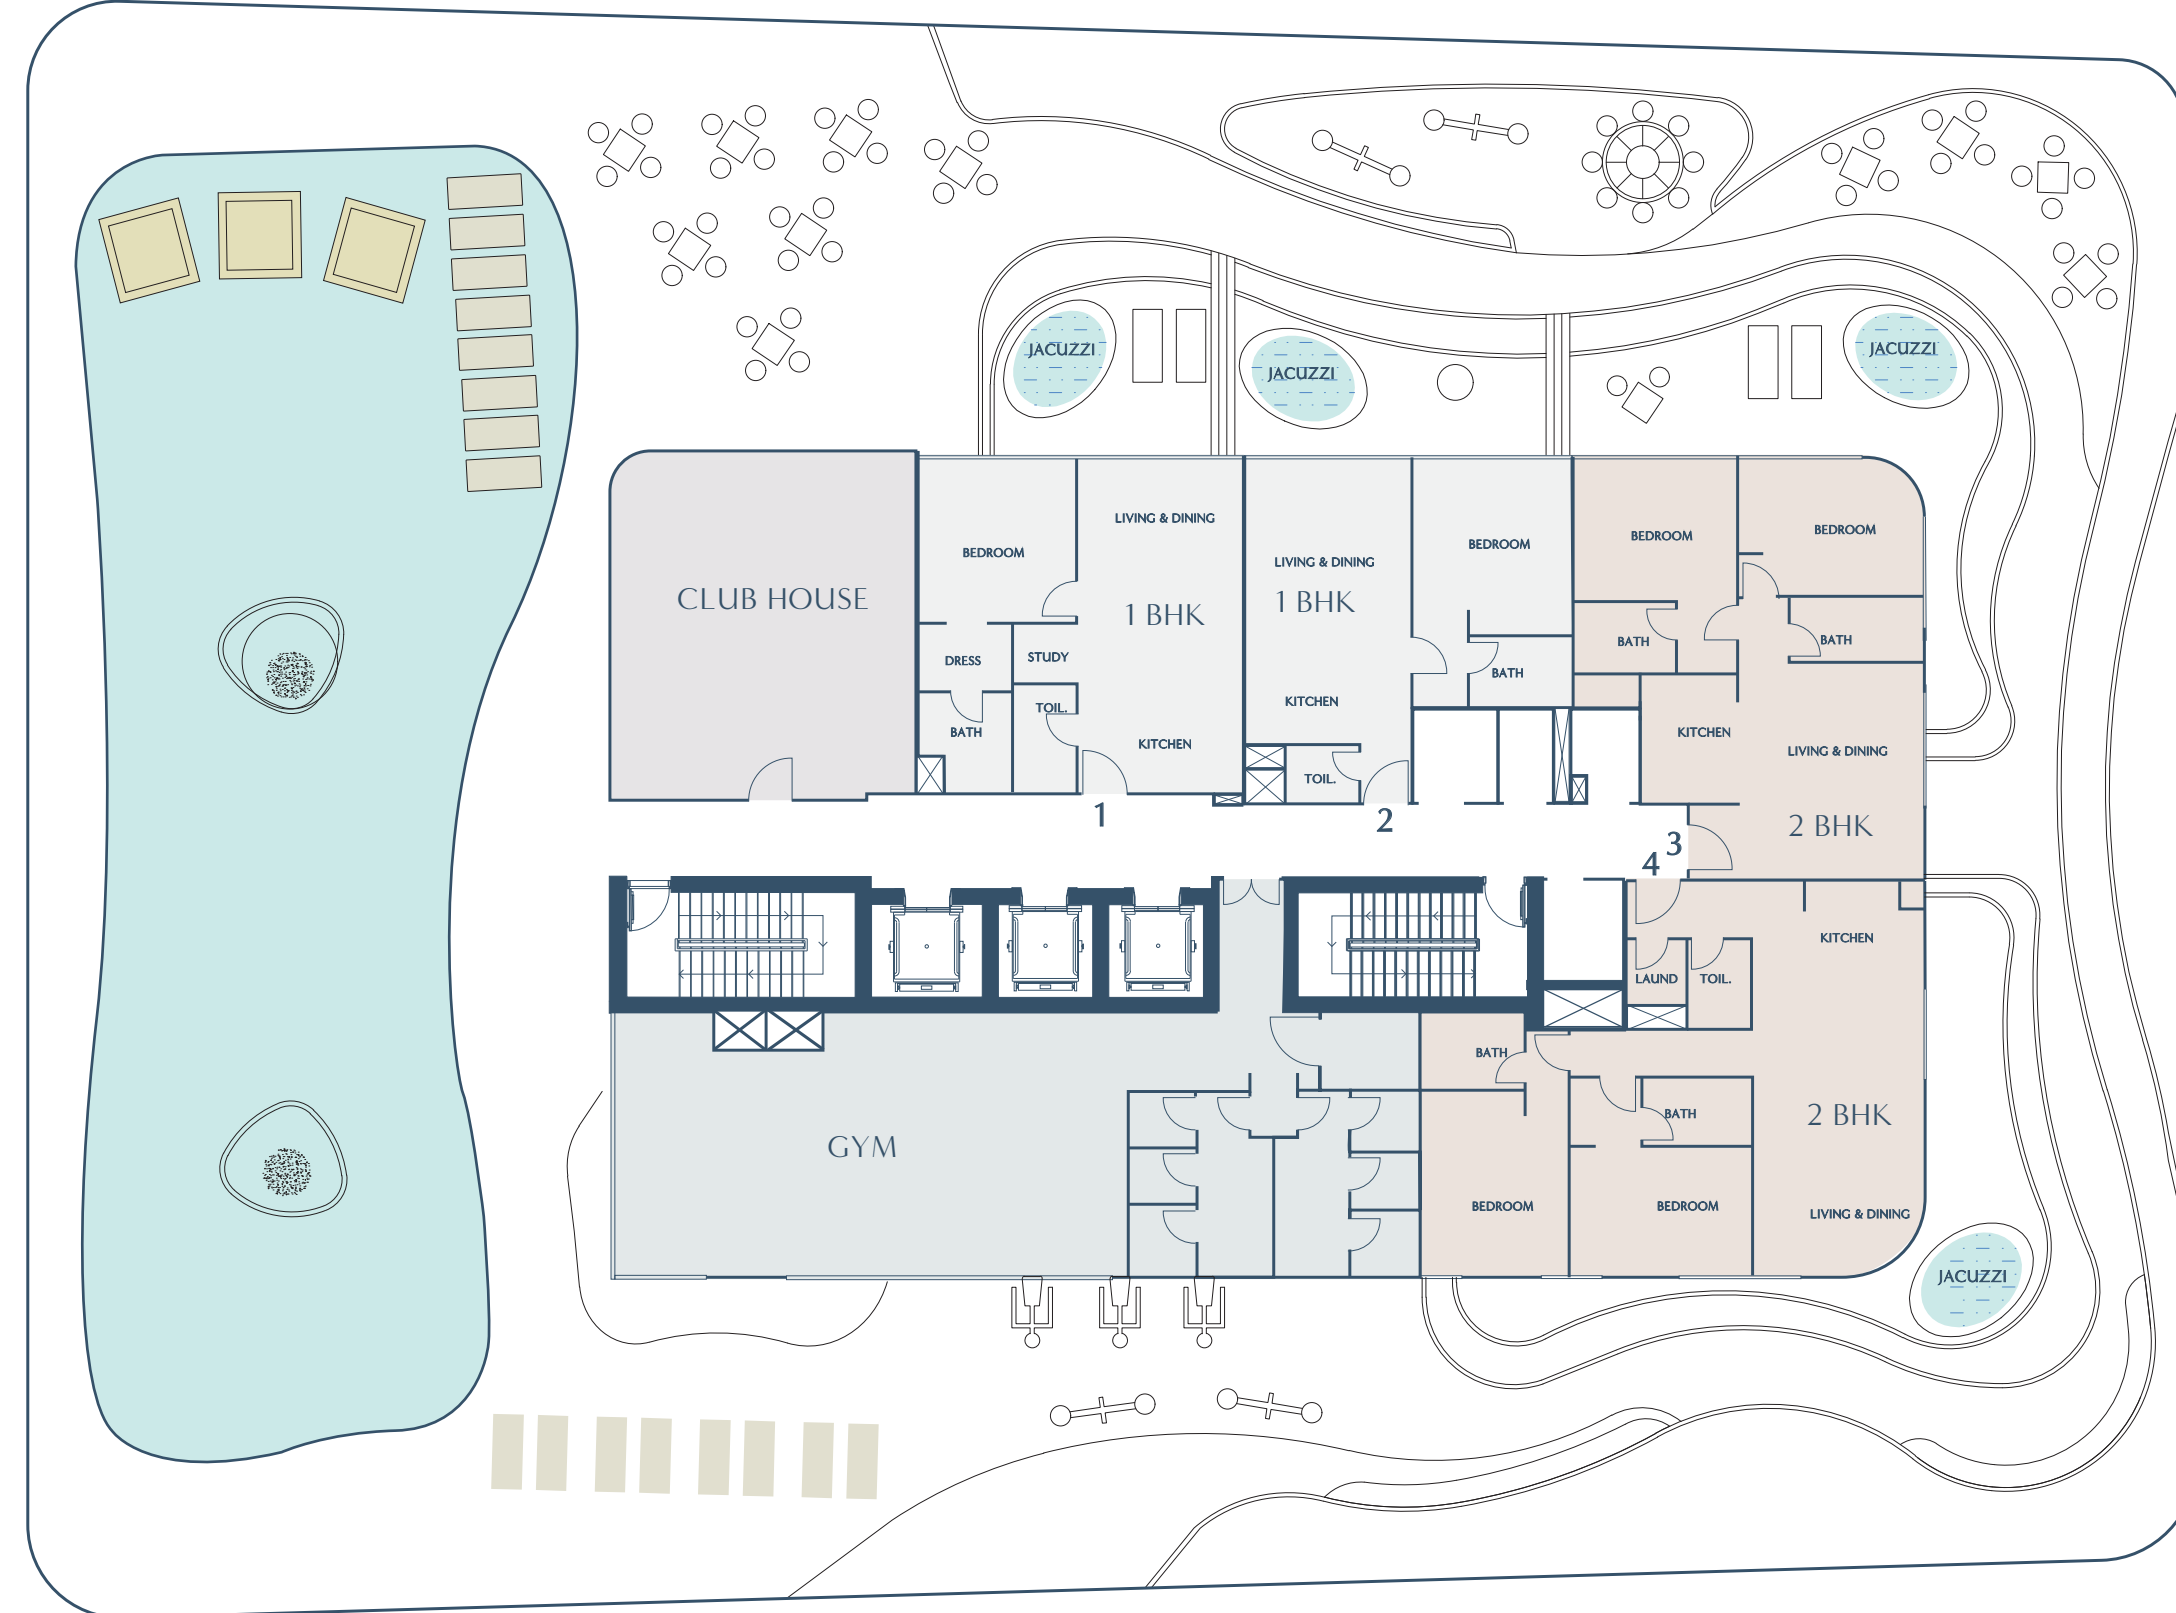 JACUZZI
JACUZZI
JACUZZI
LIVING & DINING
BEDROOM
BEDROOM
BEDROOM
BEDROOM
LIVING & DINING
CLUB HOUSE
1 BHK
1 BHK
BATH
BATH
DRESS
STUDY
BATH
TOIL.
KITCHEN
BATH
KITCHEN
KITCHEN
LIVING & DINING
TOIL.
1
2
2 BHK
3
4
KITCHEN
LAUND
TOIL.
BATH
BATH
2 BHK
GYM
BEDROOM
BEDROOM
LIVING & DINING
JACUZZI